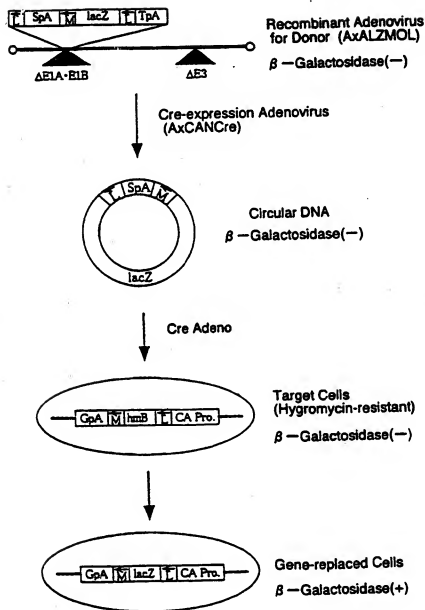 L SpA M lacZ L TpA
Recombinant Adenovirus
for Donor (AxALZMOL)
β－Galactosidase(-)
ΔE1A・E1B
ΔE3
Cre-expression Adenovirus
(AxCANCre)
L SpA M
lacZ
Circular DNA
β－Galactosidase(-)
Cre Adeno
GpA M hmB L CA Pro.
Target Cells
(Hygromycin-resistant)
β－Galactosidase(-)
GpA M lacZ L CA Pro.
Gene-replaced Cells
β－Galactosidase(+)